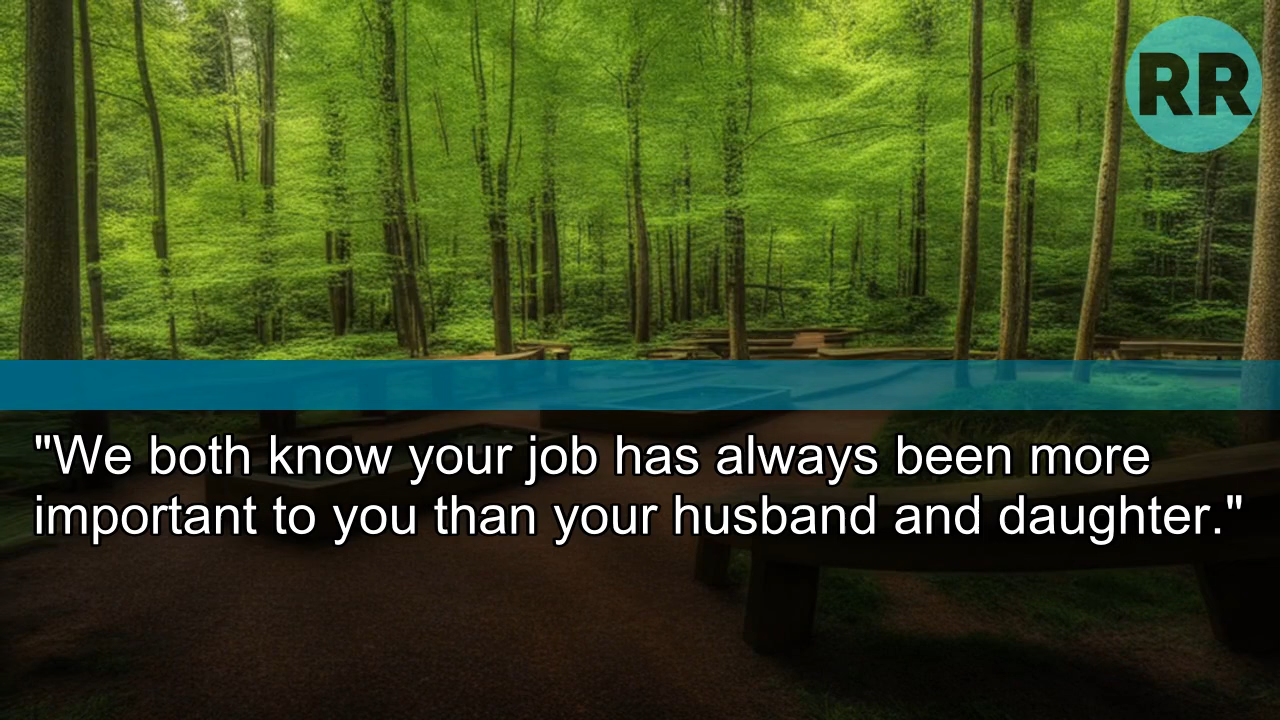 RR
"We both know your job has always been more
important to you than your husband and daughter."